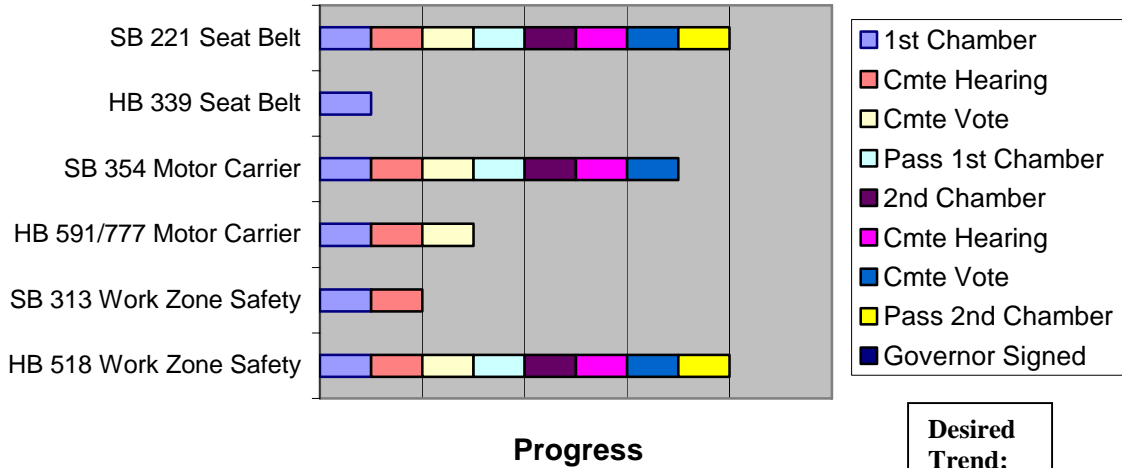 SB 221 Seat Belt
HB 339 Seat Belt
SB 354 Motor Carrier
HB 591/777 Motor Carrier
SB 313 Work Zone Safety
HB 518 Work Zone Safety
Progress
1st Chamber
Cmte Hearing
Cmte Vote
Pass 1st Chamber
2nd Chamber
Cmte Hearing
Cmte Vote
Pass 2nd Chamber
Governor Signed
Desired
Trend: